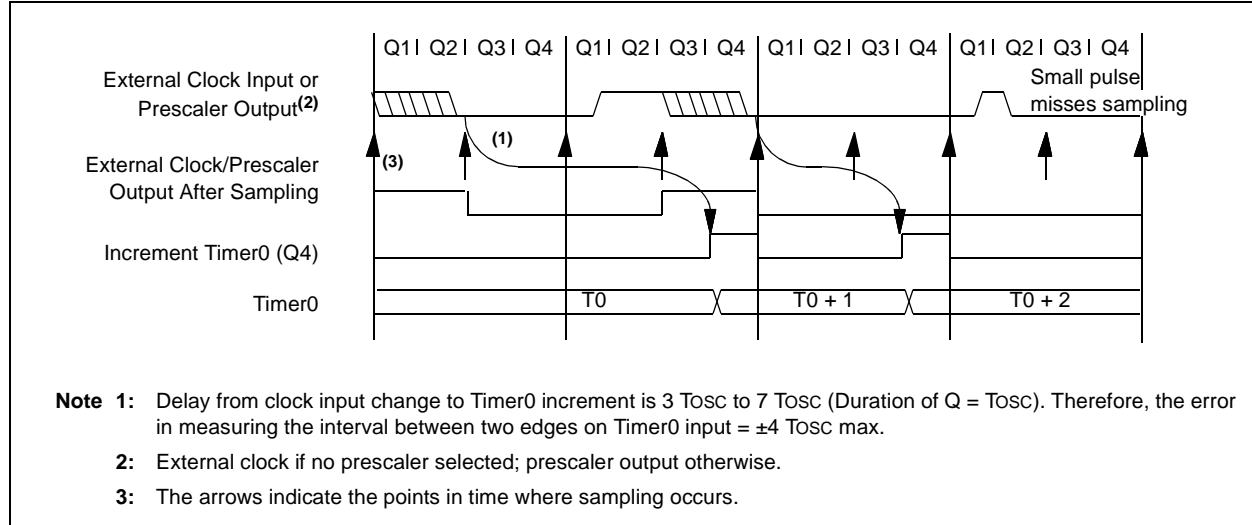 Q1 | Q2 | Q3 | Q4 Q1 | Q2 | Q3 | Q4 Q1 | Q2 | Q3 | Q4 Q1 | Q2 | Q3 | Q4
External Clock Input or
Prescaler Output(2)
Small pulse
misses sampling
(1)
(3)
External Clock/Prescaler
Output After Sampling
Increment Timer0 (Q4)
Timer0
T0 T0 + 1 T0 + 2
Note 1: Delay from clock input change to Timer0 increment is 3 TOSC to 7 TOSC (Duration of Q = TOSC). Therefore, the error
in measuring the interval between two edges on Timer0 input = ±4 TOSC max.
2: External clock if no prescaler selected; prescaler output otherwise.
3: The arrows indicate the points in time where sampling occurs.